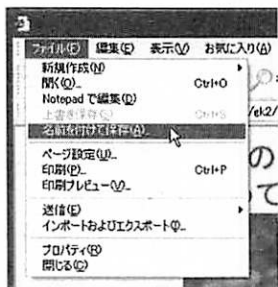 ファイル(F) 編集(E) 表示(V) お気に入り(A)
新規作成(N)
開く(O)... Ctrl+O
Notepad で編集(D)
上書き保存(S) Ctrl+S
名前を付けて保存(A)...
/ek2/
ページ設定(U)...
印刷(P)... Ctrl+P
印刷プレビュー(V)...
の
て
送信(E)
インポートおよびエクスポート(I)...
プロパティ(R)
閉じる(C)